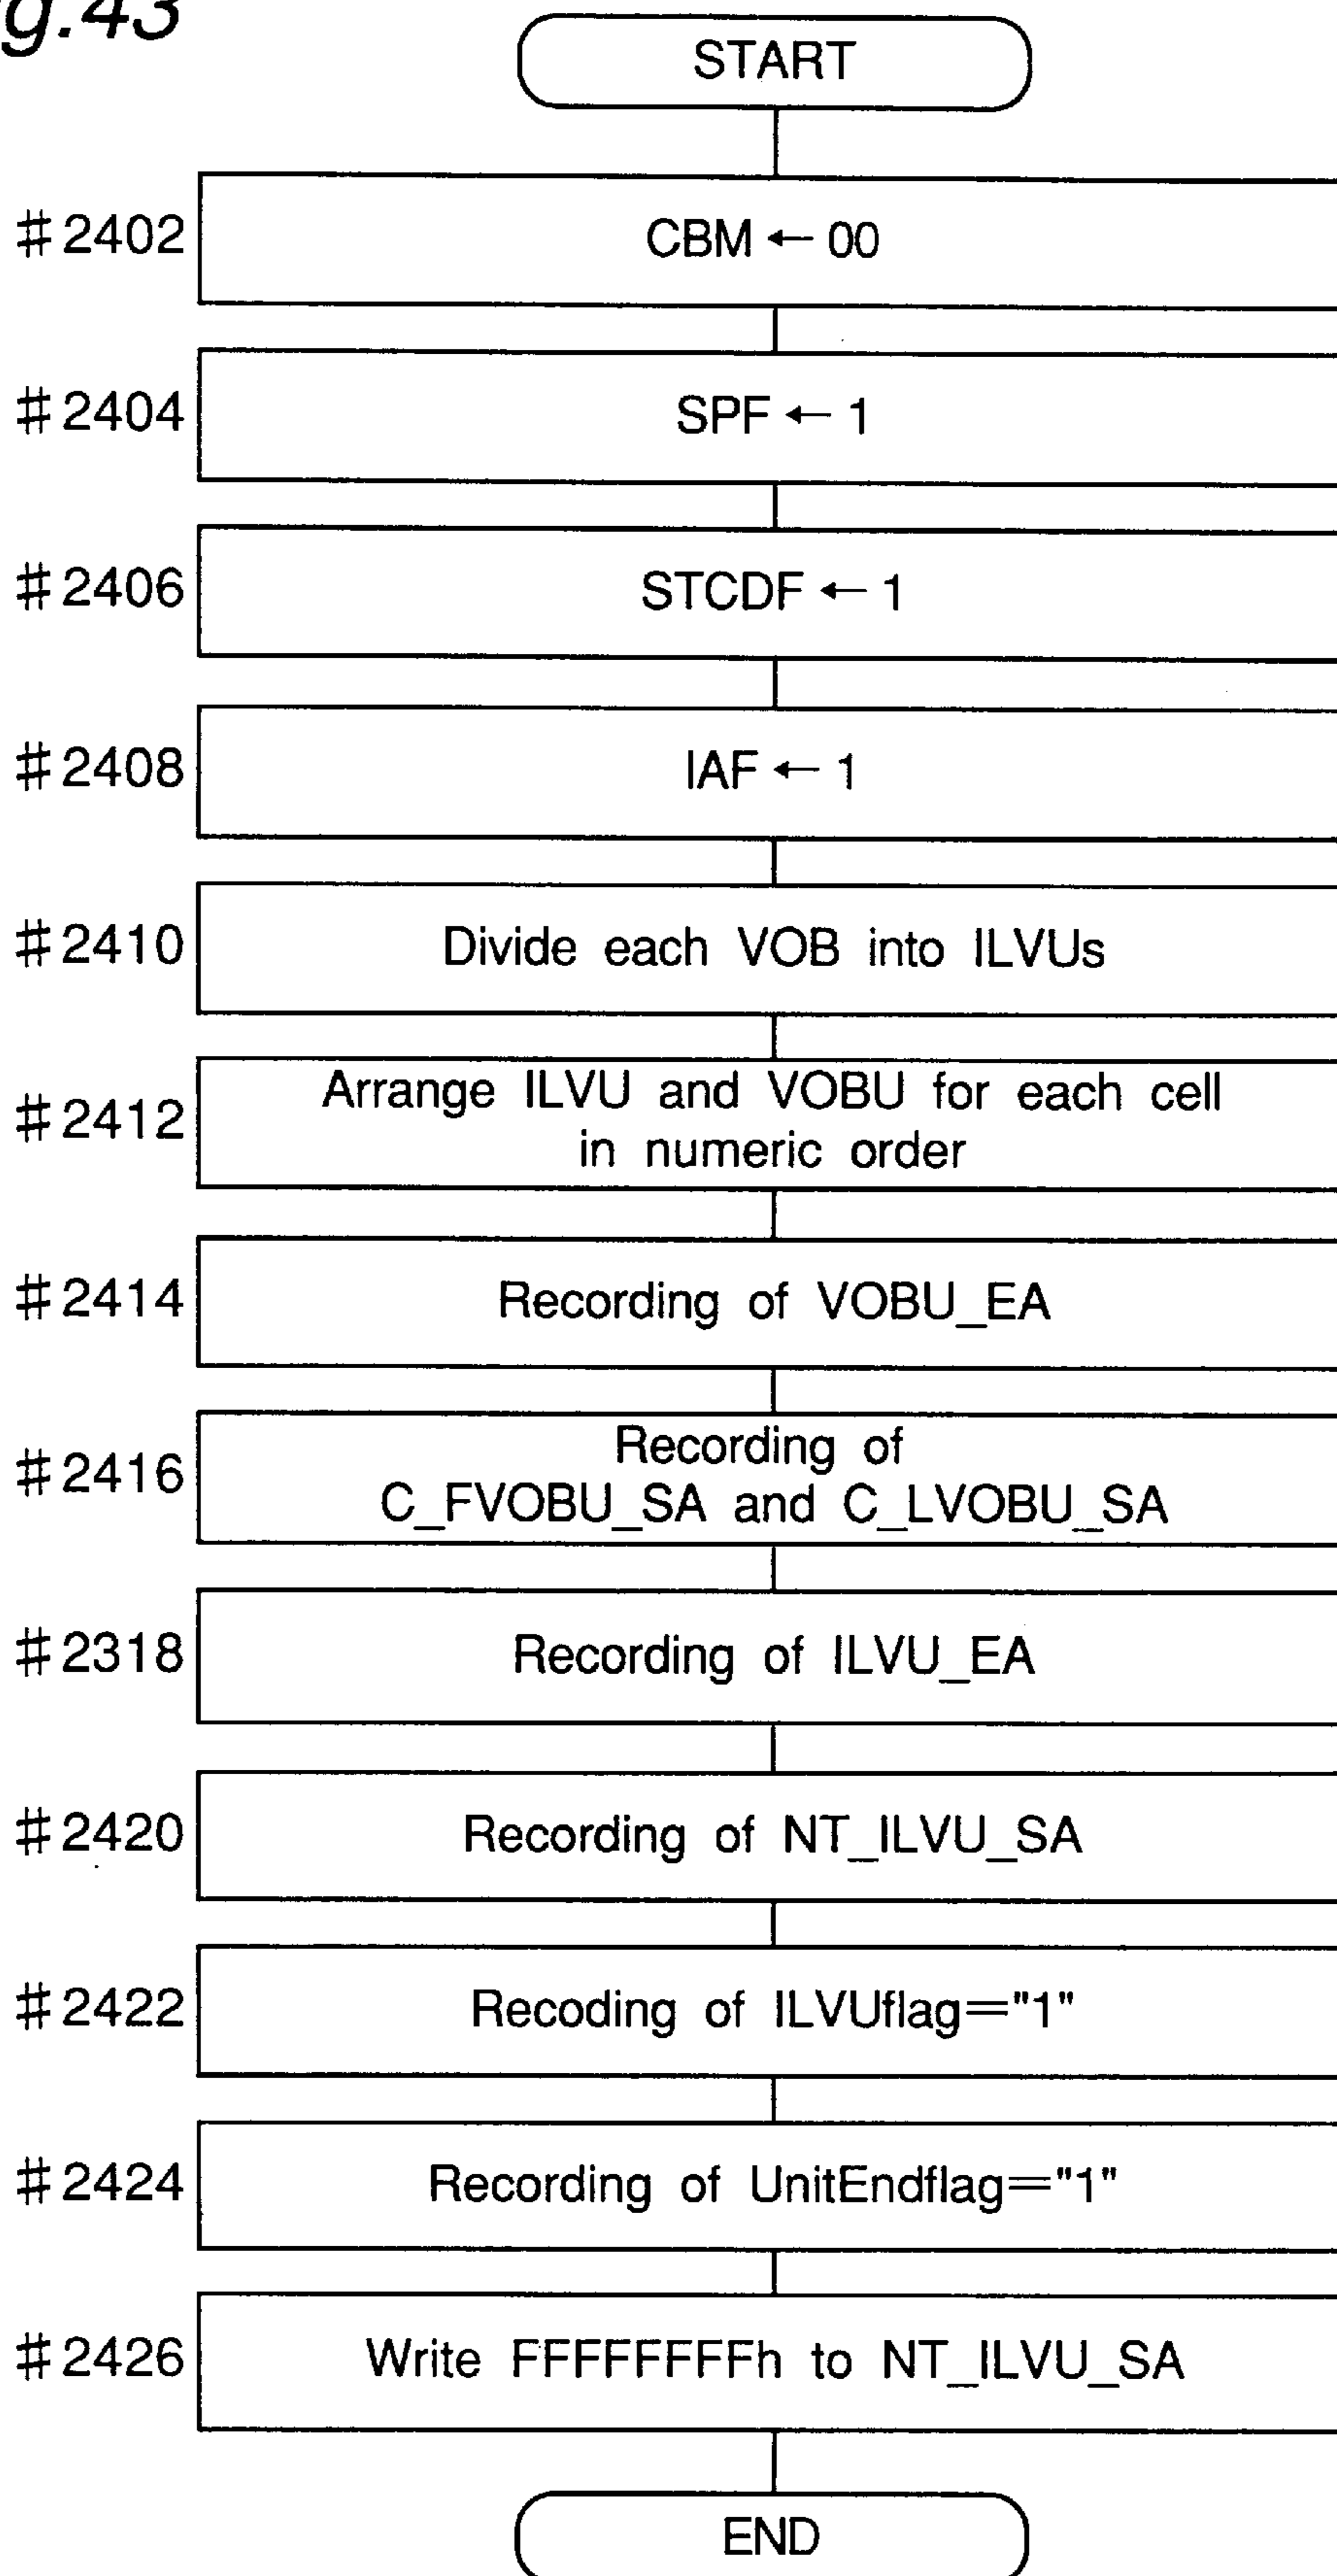 g.43
START
#2402 CBM ← 00
#2404 SPF ← 1
#2406 STCDF ← 1
#2408 IAF ← 1
#2410 Divide each VOB into ILVUs
#2412 Arrange ILVU and VOBU for each cell
in numeric order
#2414 Recording of VOBU_EA
#2416 Recording of
C_FVOBU_SA and C_LVOBU_SA
#2318 Recording of ILVU_EA
#2420 Recording of NT_ILVU_SA
#2422 Recoding of ILVUflag="1"
#2424 Recording of UnitEndflag="1"
#2426 Write FFFFFFFFh to NT_ILVU_SA
END